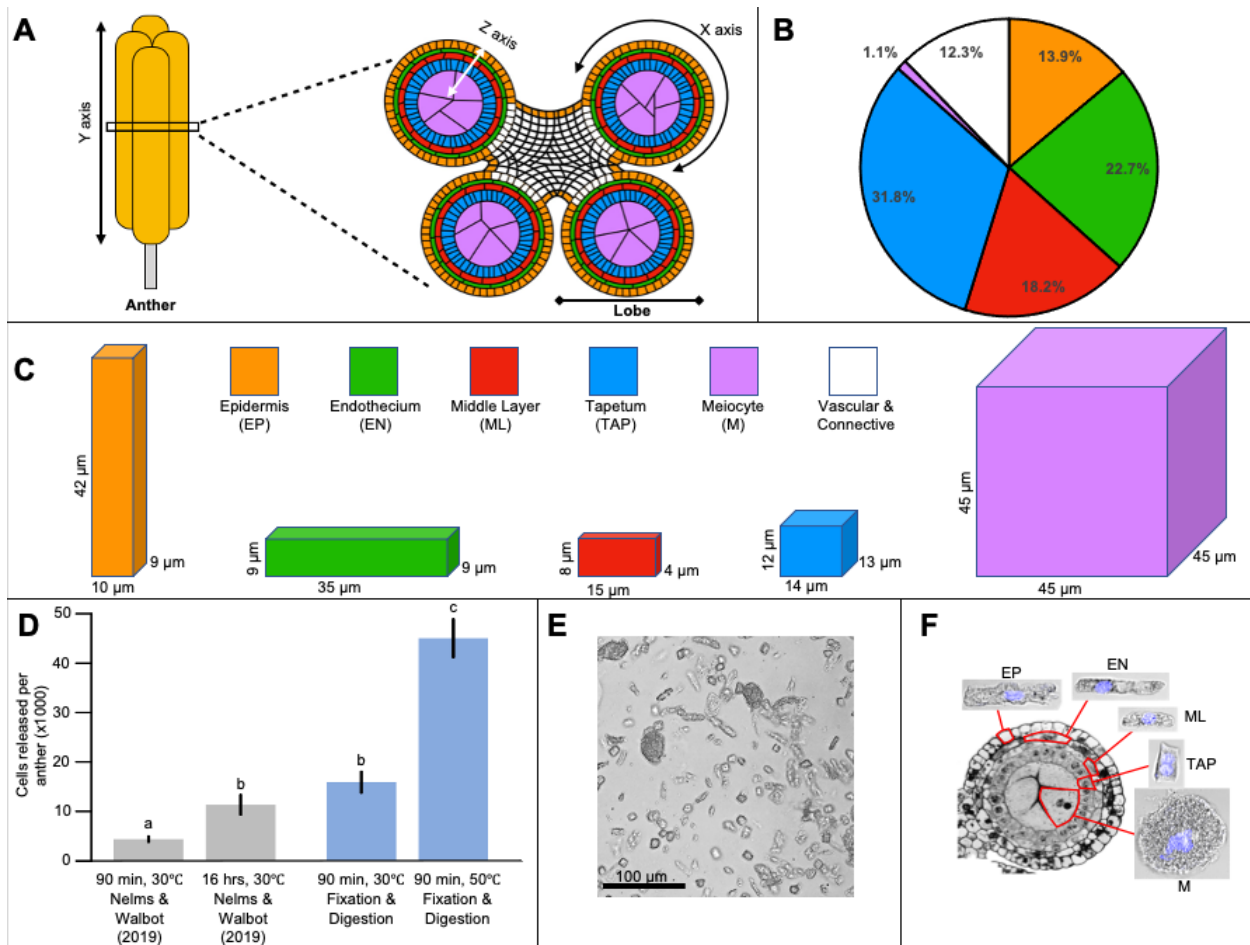 A
Y axis
Anther
Z axis
X axis
Lobe
B
1.1%
12.3%
13.9%
22.7%
18.2%
31.8%
C
42 µm
10 µm
9 µm
Epidermis
(EP)
Endothecium
(EN)
Middle Layer
(ML)
Tapetum
(TAP)
Meiocyte
(M)
Vascular &
Connective
9 µm
35 µm
9 µm
8 µm
15 µm
4 µm
12 µm
14 µm
13 µm
45 µm
45 µm
45 µm
D
Cells released per
anther (x1000)
50
40
30
20
10
0
a
b
b
c
90 min, 30℃
Nelms &
Walbot
(2019)
16 hrs, 30℃
Nelms &
Walbot
(2019)
90 min, 30℃
Fixation &
Digestion
90 min, 50℃
Fixation &
Digestion
E
100 µm
F
EP
EN
ML
TAP
M